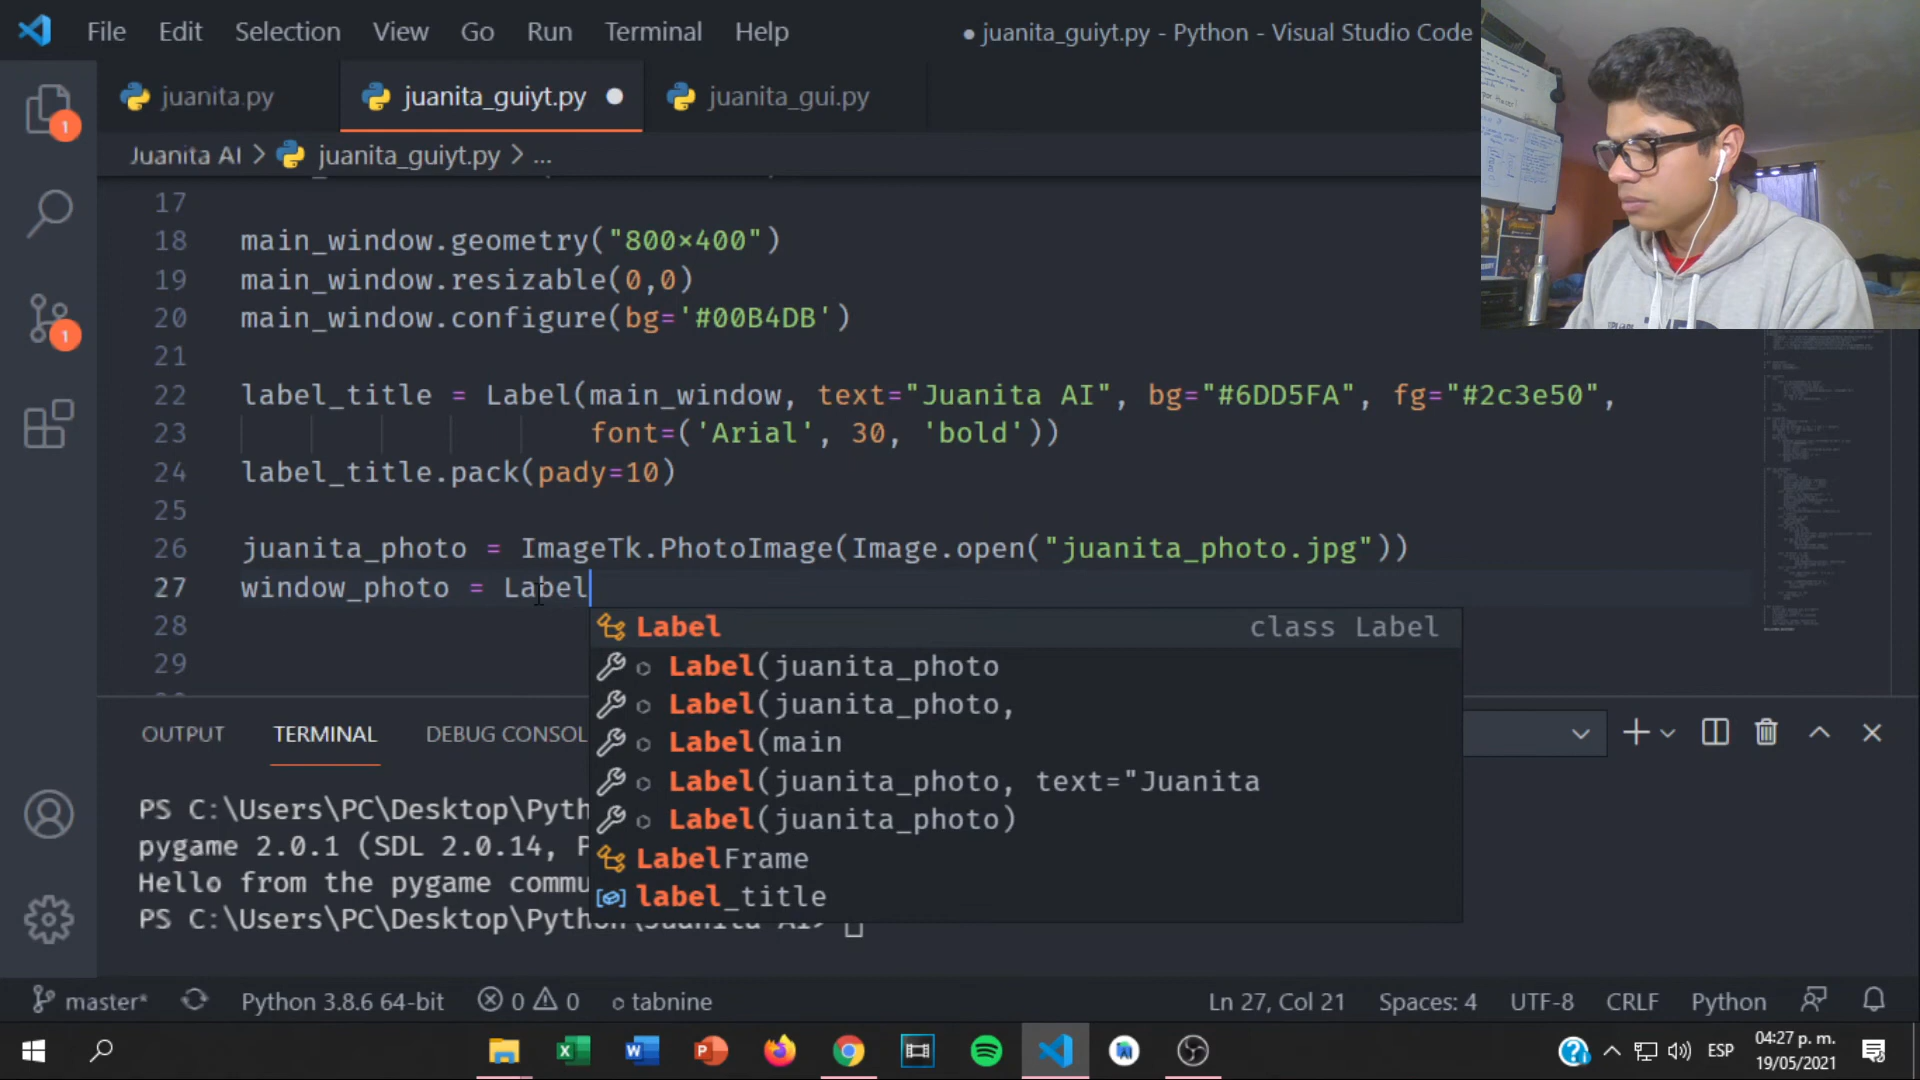 File Edit Selection View Go Run Terminal Help ● juanita_guiyt.py - Python - Visual Studio Code
juanita.py juanita_guiyt.py ● juanita_gui.py
Juanita AI > juanita_guiyt.py > ...
17
18 main_window.geometry("800×400")
19 main_window.resizable(0,0)
20 main_window.configure(bg='#00B4DB')
21
22 label_title = Label(main_window, text="Juanita AI", bg="#6DD5FA", fg="#2c3e50",
23 font=('Arial', 30, 'bold'))
24 label_title.pack(pady=10)
25
26 juanita_photo = ImageTk.PhotoImage(Image.open("juanita_photo.jpg"))
27 window_photo = Label
28
29
Label class Label
Label(juanita_photo
Label(juanita_photo,
Label(main
Label(juanita_photo, text="Juanita
Label(juanita_photo)
LabelFrame
label_title
1
1
OUTPUT TERMINAL DEBUG CONSOL
PS C:\Users\PC\Desktop\Pyth
pygame 2.0.1 (SDL 2.0.14, P
Hello from the pygame commu
PS C:\Users\PC\Desktop\Python\Juanita AI>
master* Python 3.8.6 64-bit 0 0 tabnine Ln 27, Col 21 Spaces: 4 UTF-8 CRLF Python
ESP 04:27 p. m.
19/05/2021